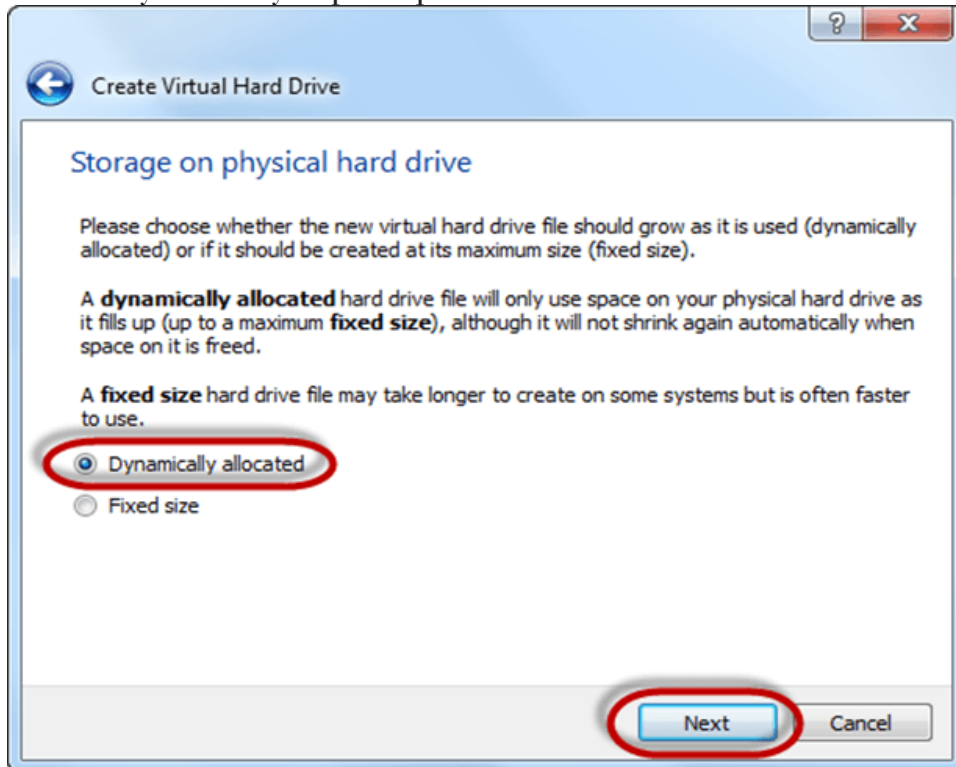 Create Virtual Hard Drive
Storage on physical hard drive
Please choose whether the new virtual hard drive file should grow as it is used (dynamically
allocated) or if it should be created at its maximum size (fixed size).
A dynamically allocated hard drive file will only use space on your physical hard drive as
it fills up (up to a maximum fixed size), although it will not shrink again automatically when
space on it is freed.
A fixed size hard drive file may take longer to create on some systems but is often faster
to use.
Dynamically allocated
Fixed size
Next Cancel